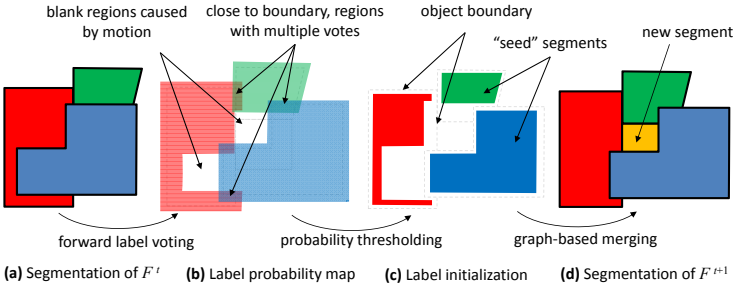 blank regions caused
by motion
close to boundary, regions
with multiple votes
object boundary
“seed” segments
new segment
forward label voting
probability thresholding
graph-based merging
(a) Segmentation of F^t
(b) Label probability map
(c) Label initialization
(d) Segmentation of F^{t+1}